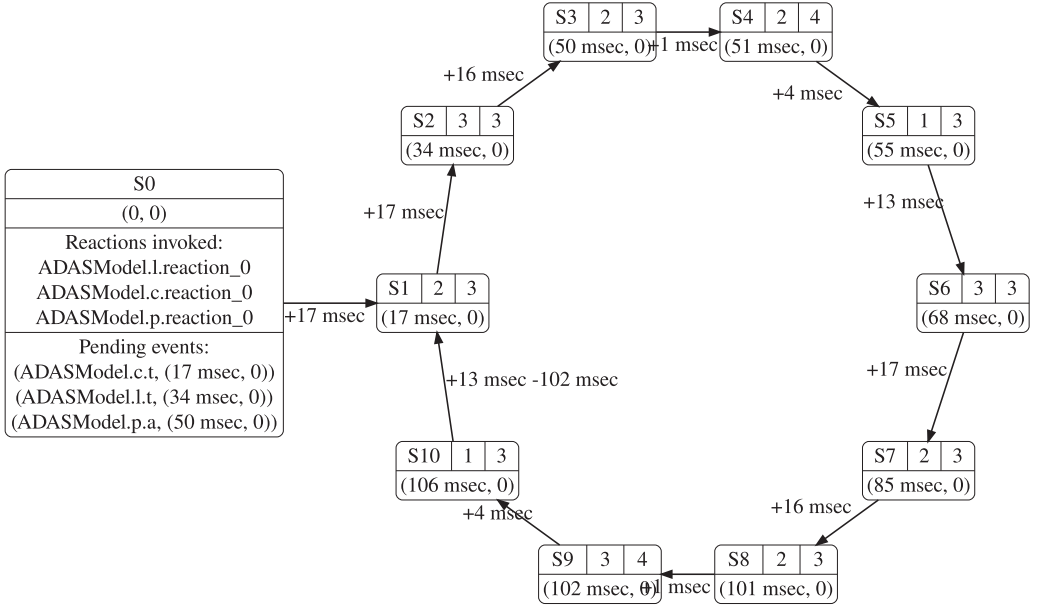 S0
(0, 0)
Reactions invoked:
ADASModel.l.reaction_0
ADASModel.c.reaction_0
ADASModel.p.reaction_0
Pending events:
(ADASModel.c.t, (17 msec, 0))
(ADASModel.l.t, (34 msec, 0))
(ADASModel.p.a, (50 msec, 0))
+17 msec
S1 2 3
(17 msec, 0)
+17 msec
S2 3 3
(34 msec, 0)
+16 msec
S3 2 3
(50 msec, 0)
+1 msec
S4 2 4
(51 msec, 0)
+4 msec
S5 1 3
(55 msec, 0)
+13 msec
S6 3 3
(68 msec, 0)
+17 msec
S7 2 3
(85 msec, 0)
+16 msec
S8 2 3
(101 msec, 0)
+1 msec
S9 3 4
(102 msec, 0)
+4 msec
S10 1 3
(106 msec, 0)
+13 msec -102 msec